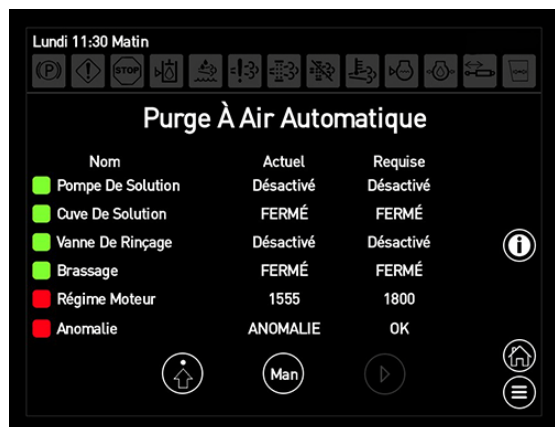 Lundi 11:30 Matin
STOP
Purge À Air Automatique
Nom Actuel Requise
Pompe De Solution Désactivé Désactivé
Cuve De Solution FERMÉ FERMÉ
Vanne De Rinçage Désactivé Désactivé
Brassage FERMÉ FERMÉ
Régime Moteur 1555 1800
Anomalie ANOMALIE OK
Man